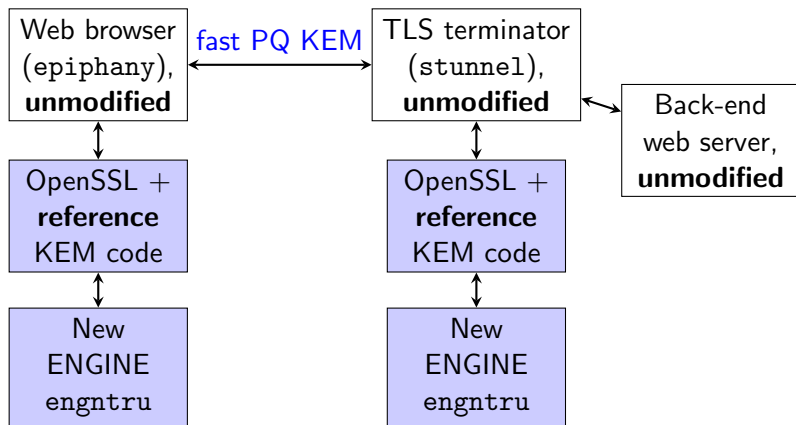 Web browser
(epiphany),
unmodified
fast PQ KEM
TLS terminator
(stunnel),
unmodified
Back-end
web server,
unmodified
OpenSSL +
reference
KEM code
OpenSSL +
reference
KEM code
New
ENGINE
engntru
New
ENGINE
engntru